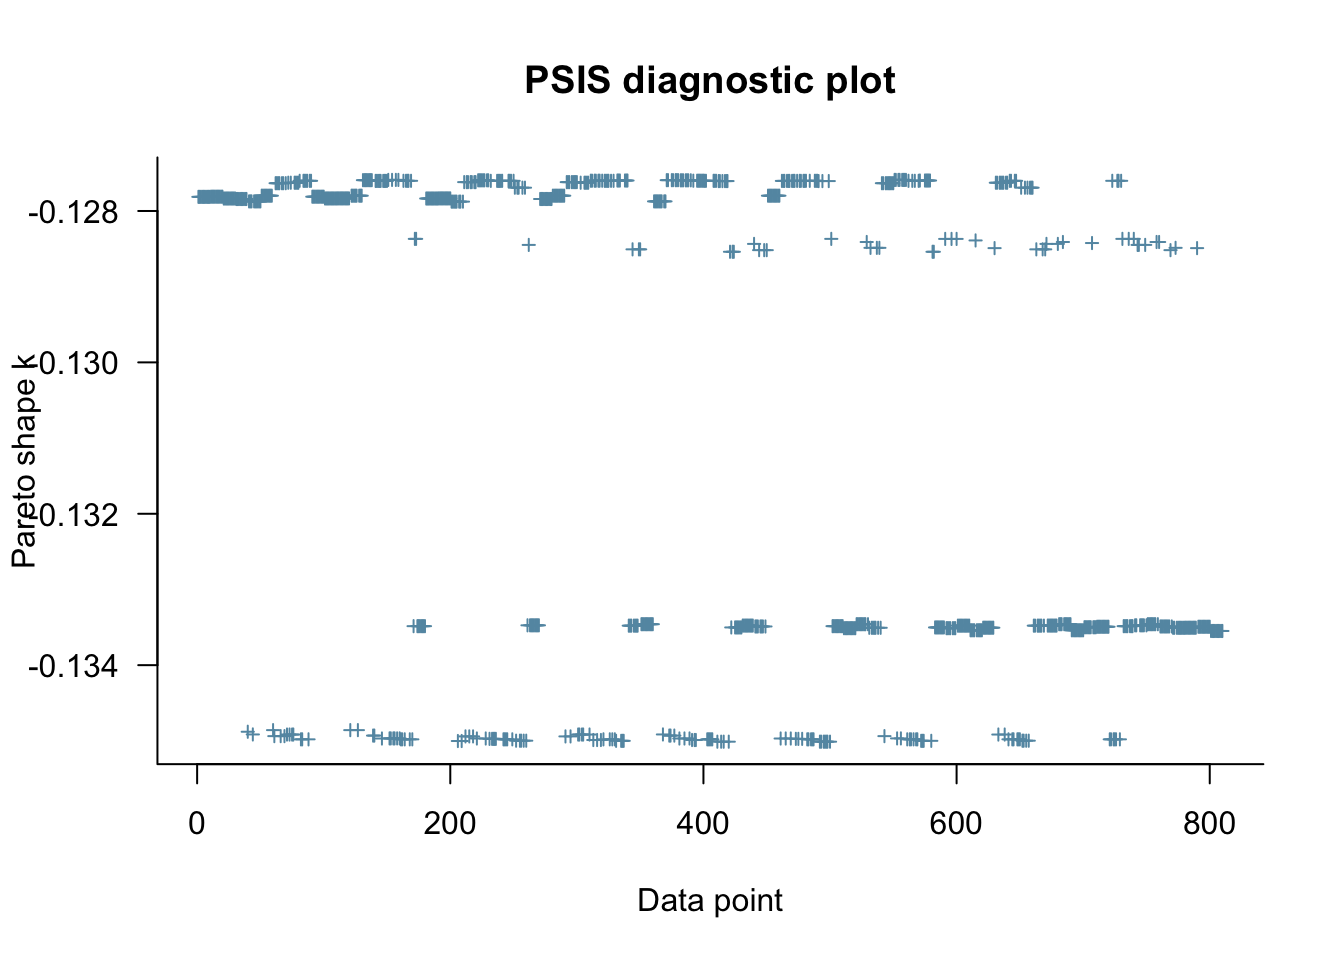 PSIS diagnostic plot
Pareto shape k
-0.128
-0.130
-0.132
-0.134
0 200 400 600 800
Data point